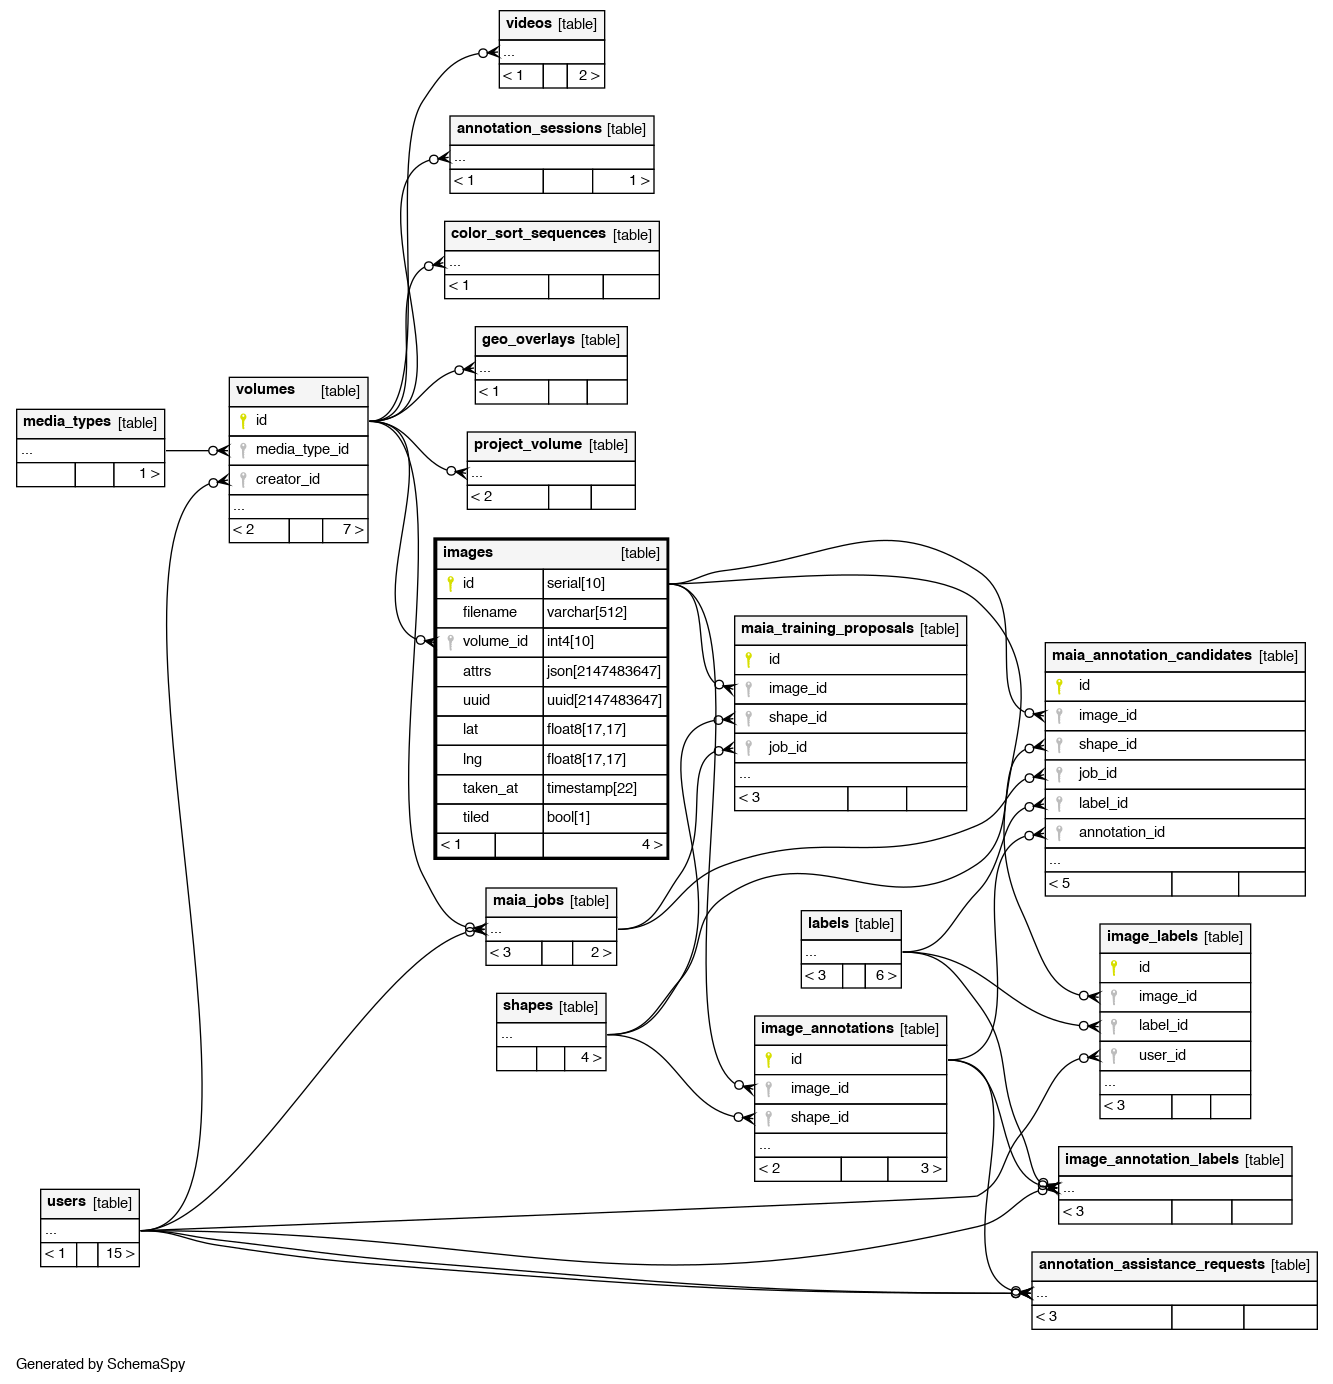 videos [table]
...
< 1 2 >
annotation_sessions [table]
...
< 1 1 >
color_sort_sequences [table]
...
< 1
geo_overlays [table]
...
< 1
project_volume [table]
...
< 2
volumes [table]
id
media_type_id
creator_id
...
< 2 7 >
media_types [table]
...
1 >
images [table]
id serial[10]
filename varchar[512]
volume_id int4[10]
attrs json[2147483647]
uuid uuid[2147483647]
lat float8[17,17]
lng float8[17,17]
taken_at timestamp[22]
tiled bool[1]
< 1 4 >
maia_training_proposals [table]
id
image_id
shape_id
job_id
...
< 3
maia_annotation_candidates [table]
id
image_id
shape_id
job_id
label_id
annotation_id
...
< 5
maia_jobs [table]
...
< 3 2 >
labels [table]
...
< 3 6 >
image_labels [table]
id
image_id
label_id
user_id
...
< 3
shapes [table]
...
4 >
image_annotations [table]
id
image_id
shape_id
...
< 2 3 >
image_annotation_labels [table]
...
< 3
users [table]
...
< 1 15 >
annotation_assistance_requests [table]
...
< 3
Generated by SchemaSpy